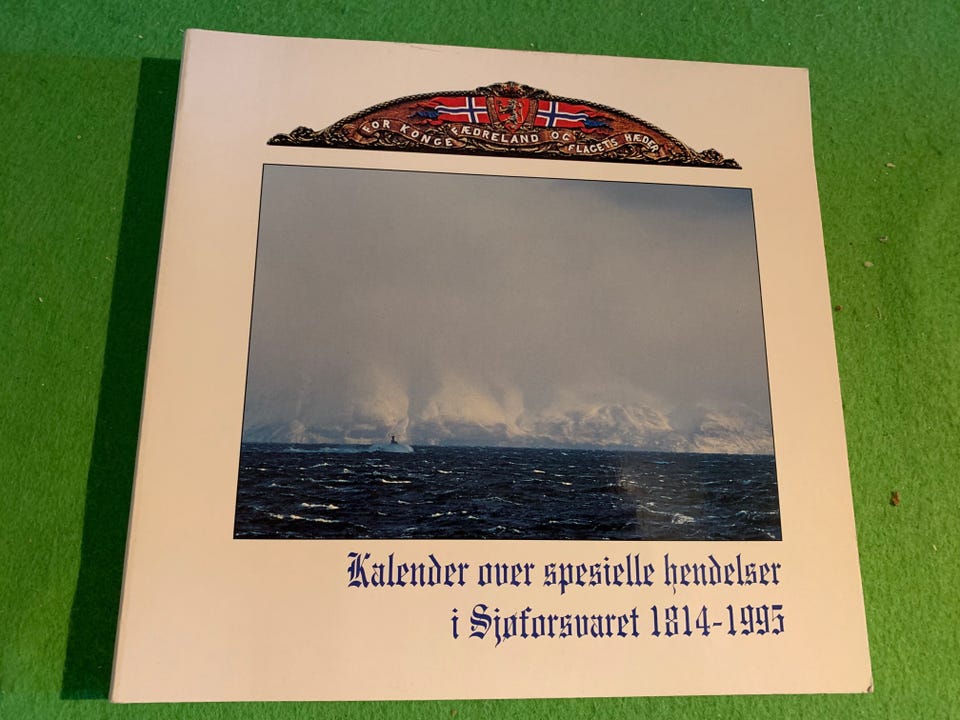 FOR KONGE FÆDRELAND OG FLAGETS HÆDER
Kalender over spesielle hendelser
i Sjøforsvaret 1814-1995